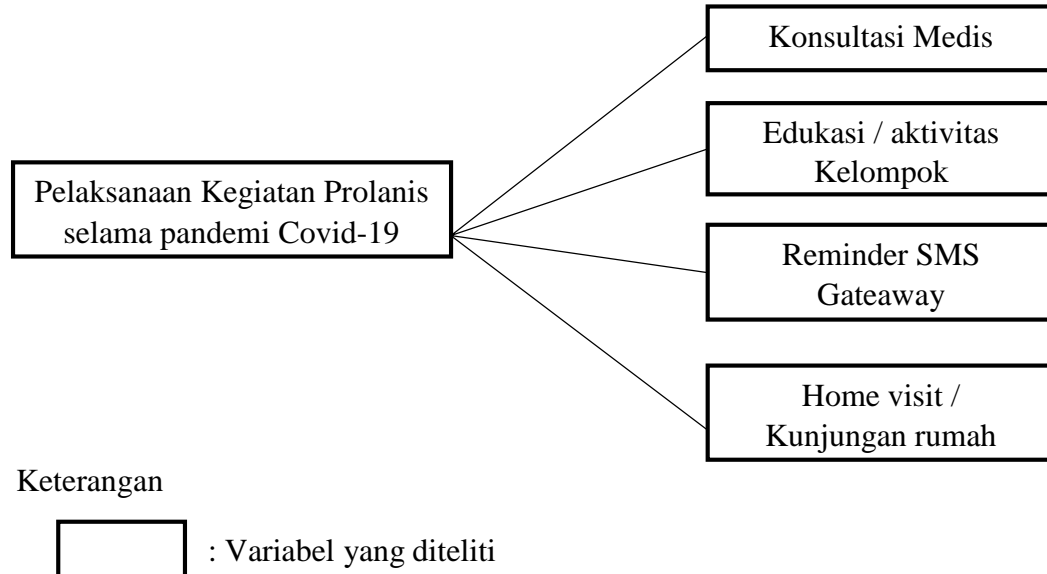 Konsultasi Medis
Edukasi / aktivitas
Kelompok
Pelaksanaan Kegiatan Prolanis
selama pandemi Covid-19
Reminder SMS
Gateaway
Home visit /
Kunjungan rumah
Keterangan
: Variabel yang diteliti